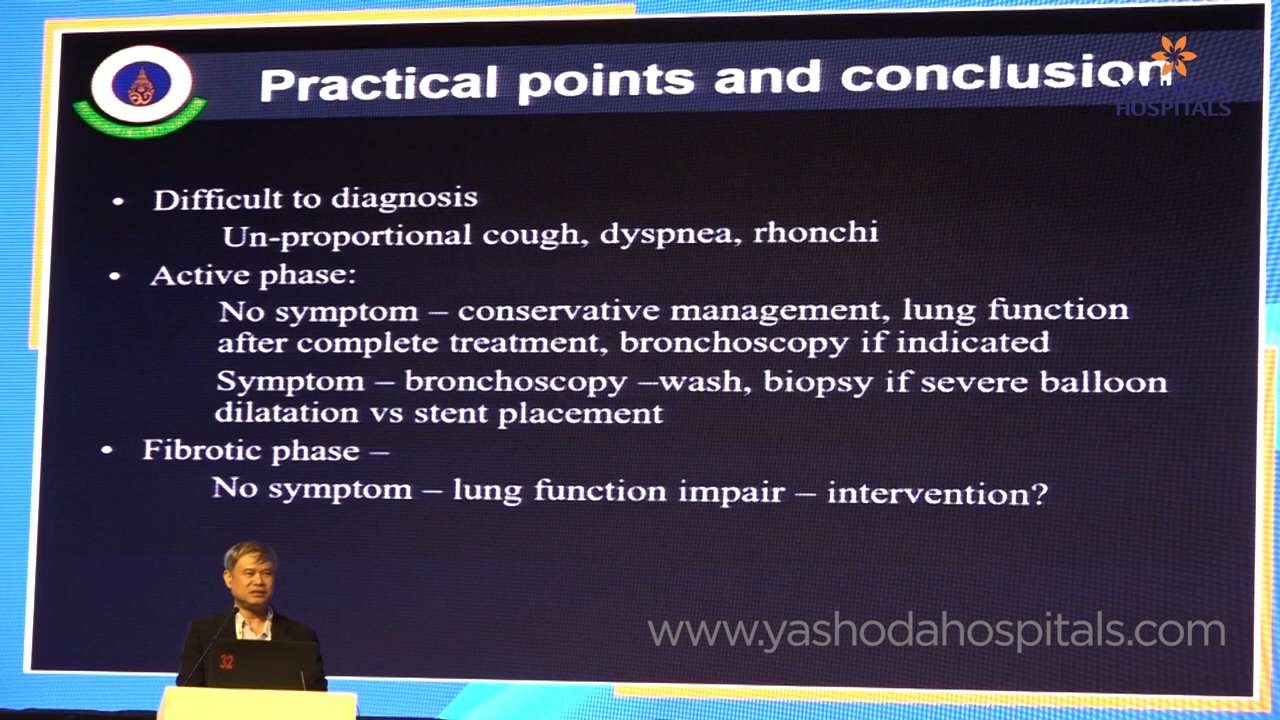 Practical points and conclusion
YASHODA
HOSPITALS
• Difficult to diagnosis
Un-proportional cough, dyspnea, rhonchi
• Active phase:
No symptom – conservative management, lung function
after complete treatment, bronchoscopy if indicated
Symptom – bronchoscopy –wash, biopsy if severe balloon
dilatation vs stent placement
• Fibrotic phase –
No symptom – lung function impair – intervention?
32
www.yashodahospitals.com